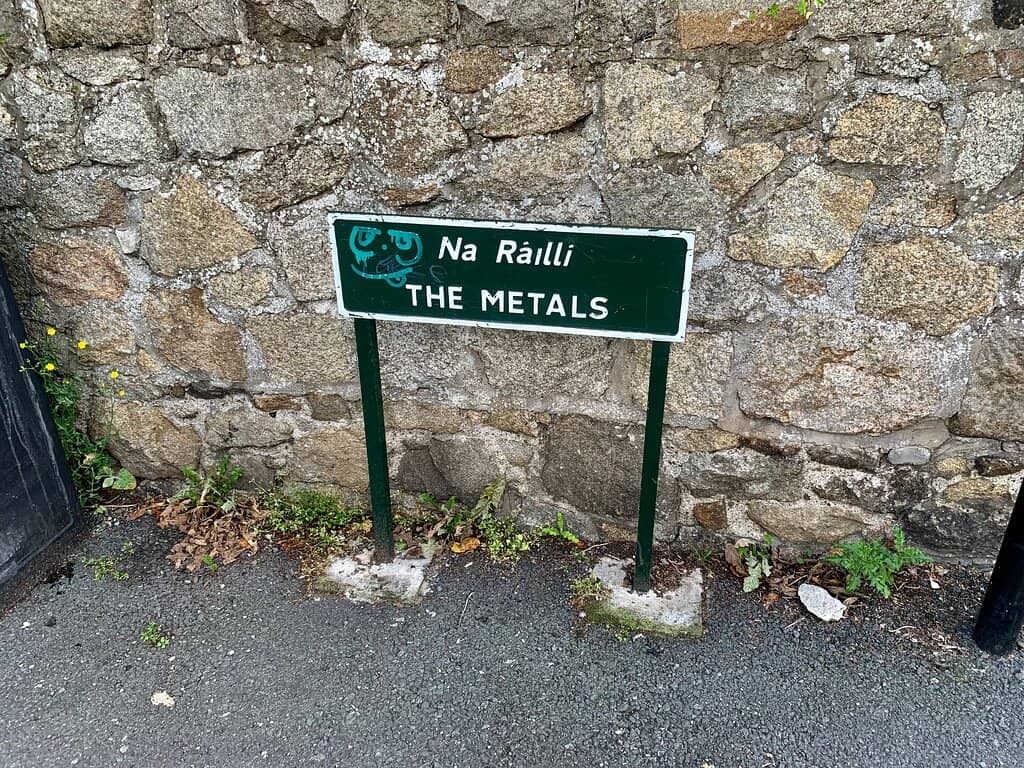 Na Ráillí
THE METALS